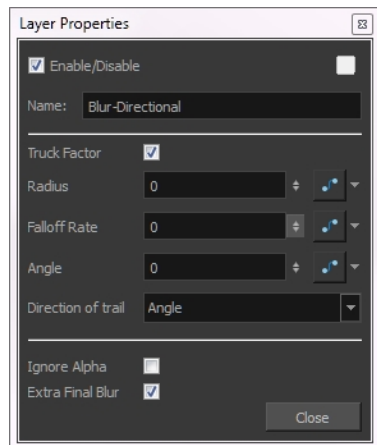 Layer Properties
Enable/Disable
Name: Blur-Directional
Truck Factor
Radius 0
Falloff Rate 0
Angle 0
Direction of trail Angle
Ignore Alpha
Extra Final Blur
Close